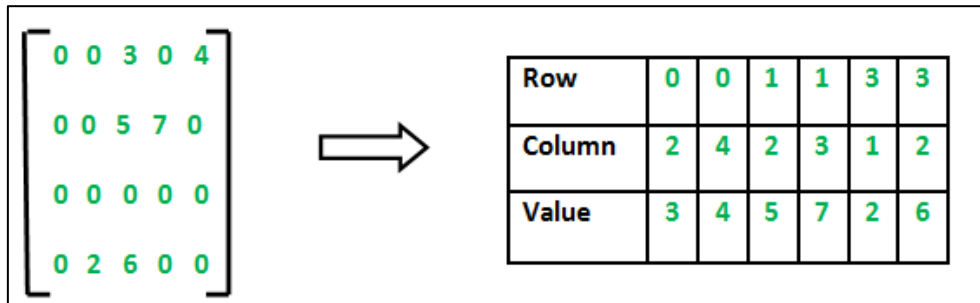 0 0 3 0 4
0 0 5 7 0
0 0 0 0 0
0 2 6 0 0
Row 0 0 1 1 3 3
Column 2 4 2 3 1 2
Value 3 4 5 7 2 6